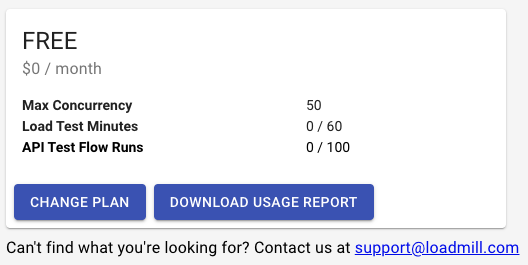 FREE
$0 / month
Max Concurrency 50
Load Test Minutes 0 / 60
API Test Flow Runs 0 / 100
CHANGE PLAN DOWNLOAD USAGE REPORT
Can't find what you're looking for? Contact us at support@loadmill.com